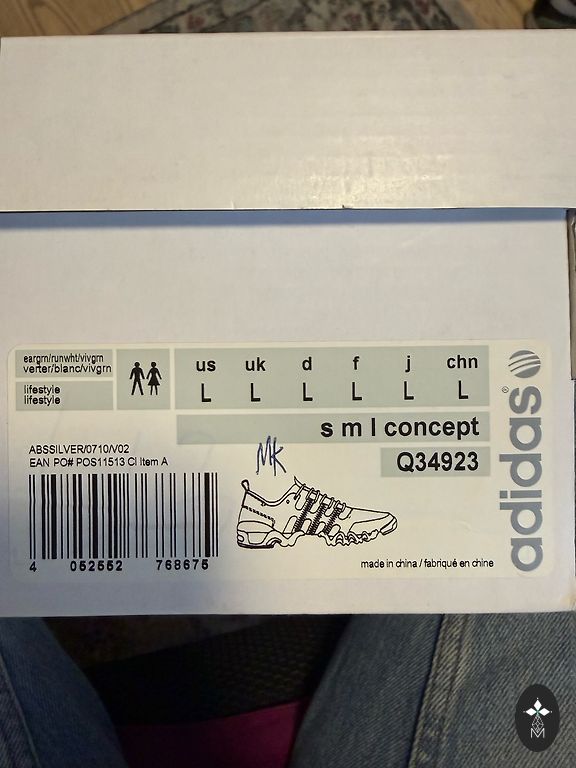 eargrn/runwht/vivgrn
verter/blanc/vivgrn
lifestyle
lifestyle
us uk d f j chn
L L L L L L
s m l concept
ABSSILVER/0710/V02
EAN PO# POS11513 CI Item A
MK
Q34923
4 052552 768675
made in china / fabriqué en chine
adidas®
M